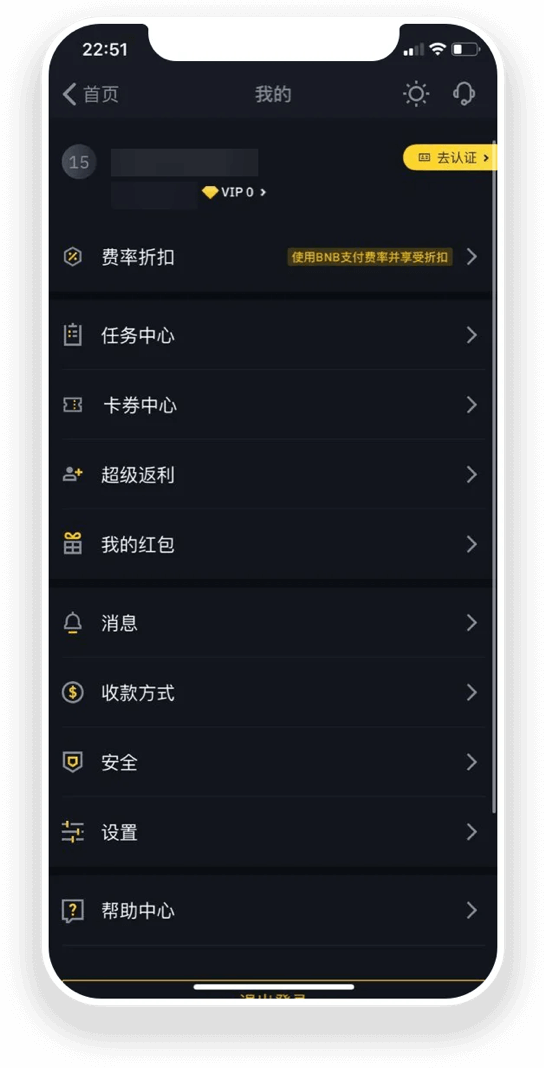 22:51
首页
我的
15
去认证
VIP 0
费率折扣
使用BNB支付费率并享受折扣
任务中心
卡券中心
超级返利
我的红包
消息
收款方式
安全
设置
帮助中心